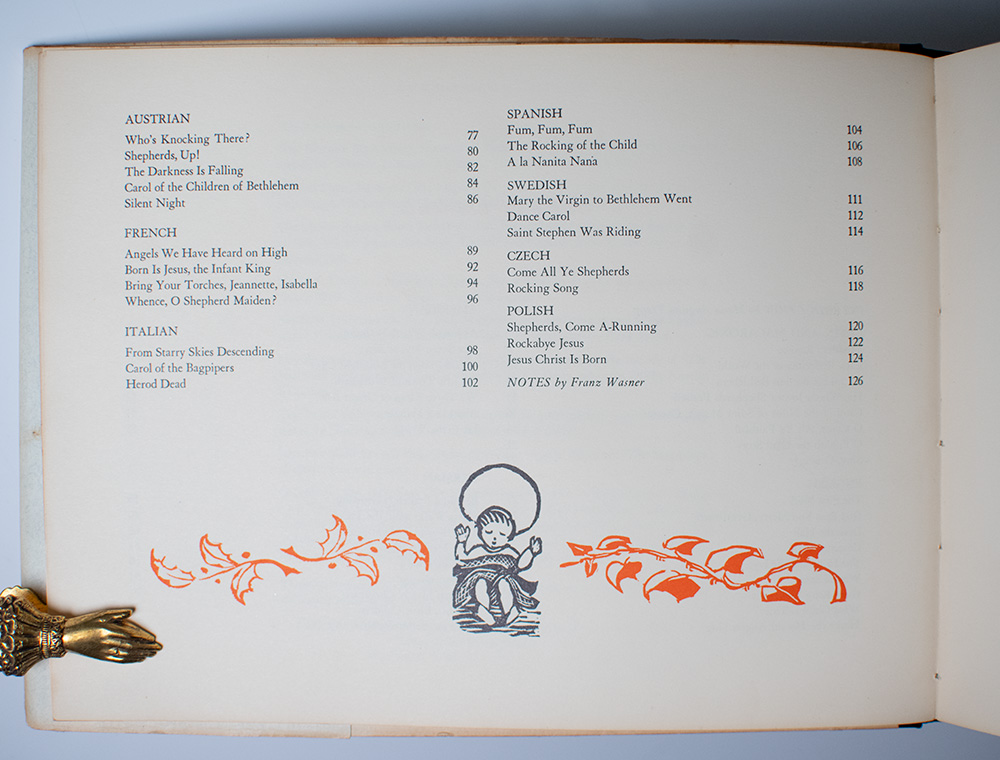 AUSTRIAN
Who's Knocking There? 77
Shepherds, Up! 80
The Darkness Is Falling 82
Carol of the Children of Bethlehem 84
Silent Night 86
FRENCH
Angels We Have Heard on High 89
Born Is Jesus, the Infant King 92
Bring Your Torches, Jeannette, Isabella 94
Whence, O Shepherd Maiden? 96
ITALIAN
From Starry Skies Descending 98
Carol of the Bagpipers 100
Herod Dead 102
SPANISH
Fum, Fum, Fum 104
The Rocking of the Child 106
A la Nanita Nana 108
SWEDISH
Mary the Virgin to Bethlehem Went 111
Dance Carol 112
Saint Stephen Was Riding 114
CZECH
Come All Ye Shepherds 116
Rocking Song 118
POLISH
Shepherds, Come A-Running 120
Rockabye Jesus 122
Jesus Christ Is Born 124
NOTES by Franz Wasner 126